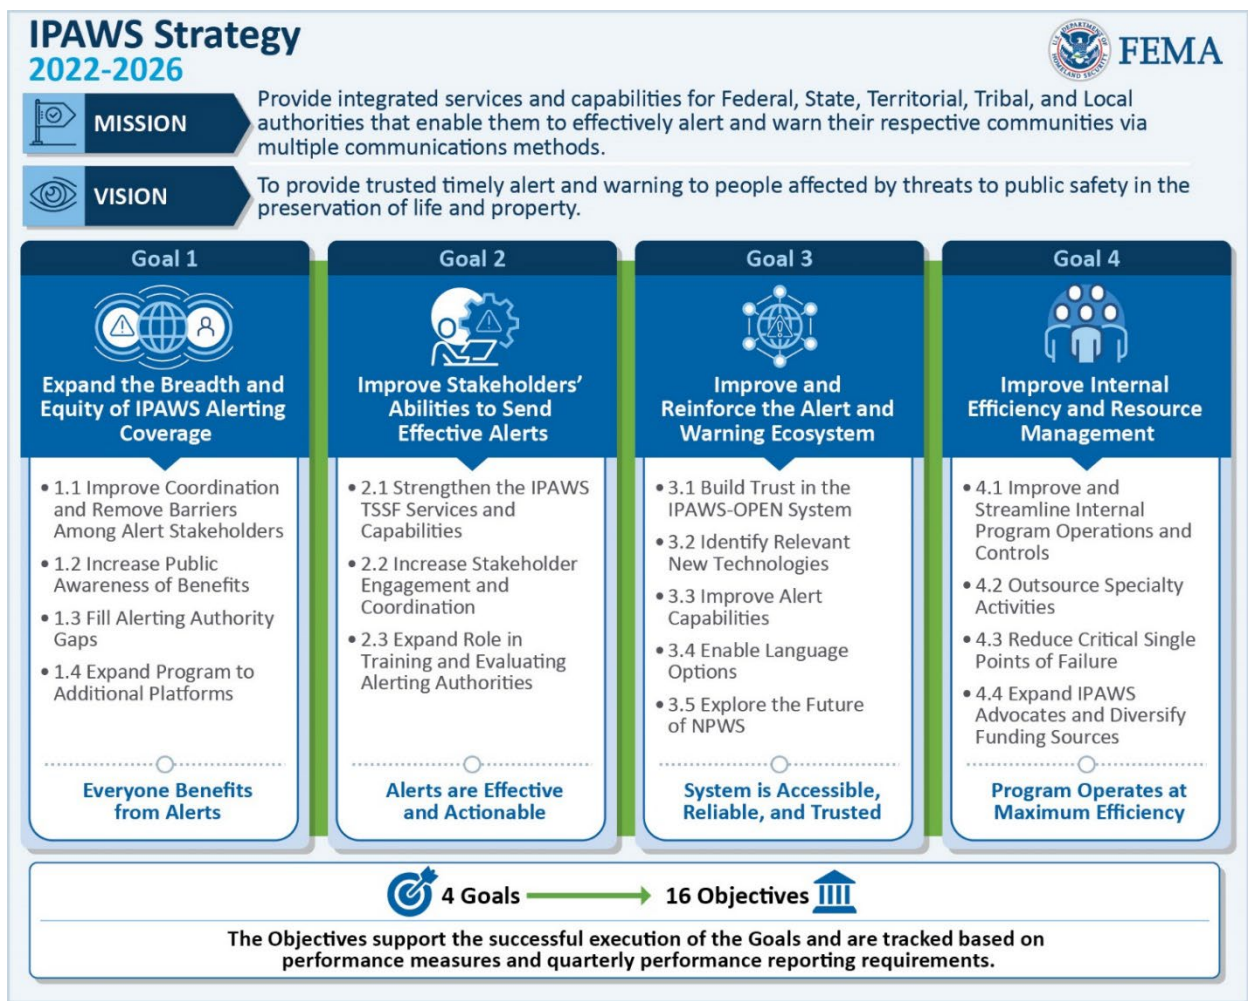 IPAWS Strategy
2022-2026
FEMA
U.S. DEPARTMENT OF
HOMELAND SECURITY
MISSION
Provide integrated services and capabilities for Federal, State, Territorial, Tribal, and Local
authorities that enable them to effectively alert and warn their respective communities via
multiple communications methods.
VISION
To provide trusted timely alert and warning to people affected by threats to public safety in the
preservation of life and property.
Goal 1
Expand the Breadth and
Equity of IPAWS Alerting
Coverage
• 1.1 Improve Coordination
and Remove Barriers
Among Alert Stakeholders
• 1.2 Increase Public
Awareness of Benefits
• 1.3 Fill Alerting Authority
Gaps
• 1.4 Expand Program to
Additional Platforms
Everyone Benefits
from Alerts
Goal 2
Improve Stakeholders’
Abilities to Send
Effective Alerts
• 2.1 Strengthen the IPAWS
TSSF Services and
Capabilities
• 2.2 Increase Stakeholder
Engagement and
Coordination
• 2.3 Expand Role in
Training and Evaluating
Alerting Authorities
Alerts are Effective
and Actionable
Goal 3
Improve and
Reinforce the Alert and
Warning Ecosystem
• 3.1 Build Trust in the
IPAWS-OPEN System
• 3.2 Identify Relevant
New Technologies
• 3.3 Improve Alert
Capabilities
• 3.4 Enable Language
Options
• 3.5 Explore the Future
of NPWS
System is Accessible,
Reliable, and Trusted
Goal 4
Improve Internal
Efficiency and Resource
Management
• 4.1 Improve and
Streamline Internal
Program Operations and
Controls
• 4.2 Outsource Specialty
Activities
• 4.3 Reduce Critical Single
Points of Failure
• 4.4 Expand IPAWS
Advocates and Diversify
Funding Sources
Program Operates at
Maximum Efficiency
4 Goals
16 Objectives
The Objectives support the successful execution of the Goals and are tracked based on
performance measures and quarterly performance reporting requirements.